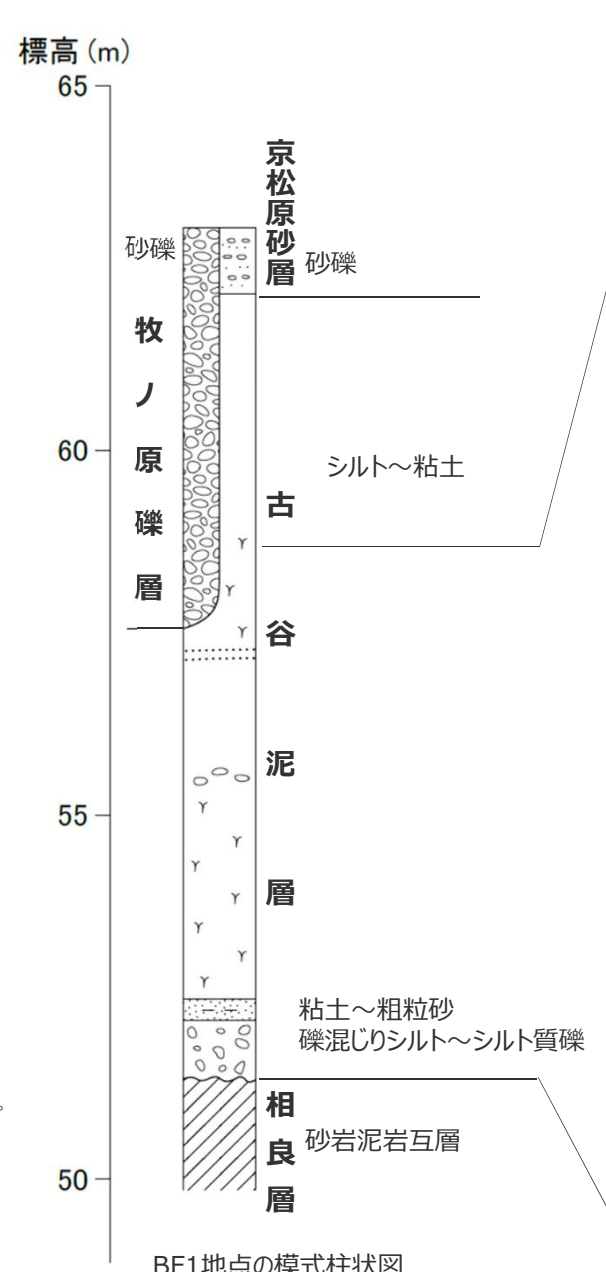 標高(m)
65
京松原砂層
砂礫
砂礫
牧ノ原礫層
60
シルト～粘土
古谷泥層
55
粘土～粗粒砂
礫混じりシルト～シルト質礫
相良層
砂岩泥岩互層
50
。
BF1地点の模式柱状図